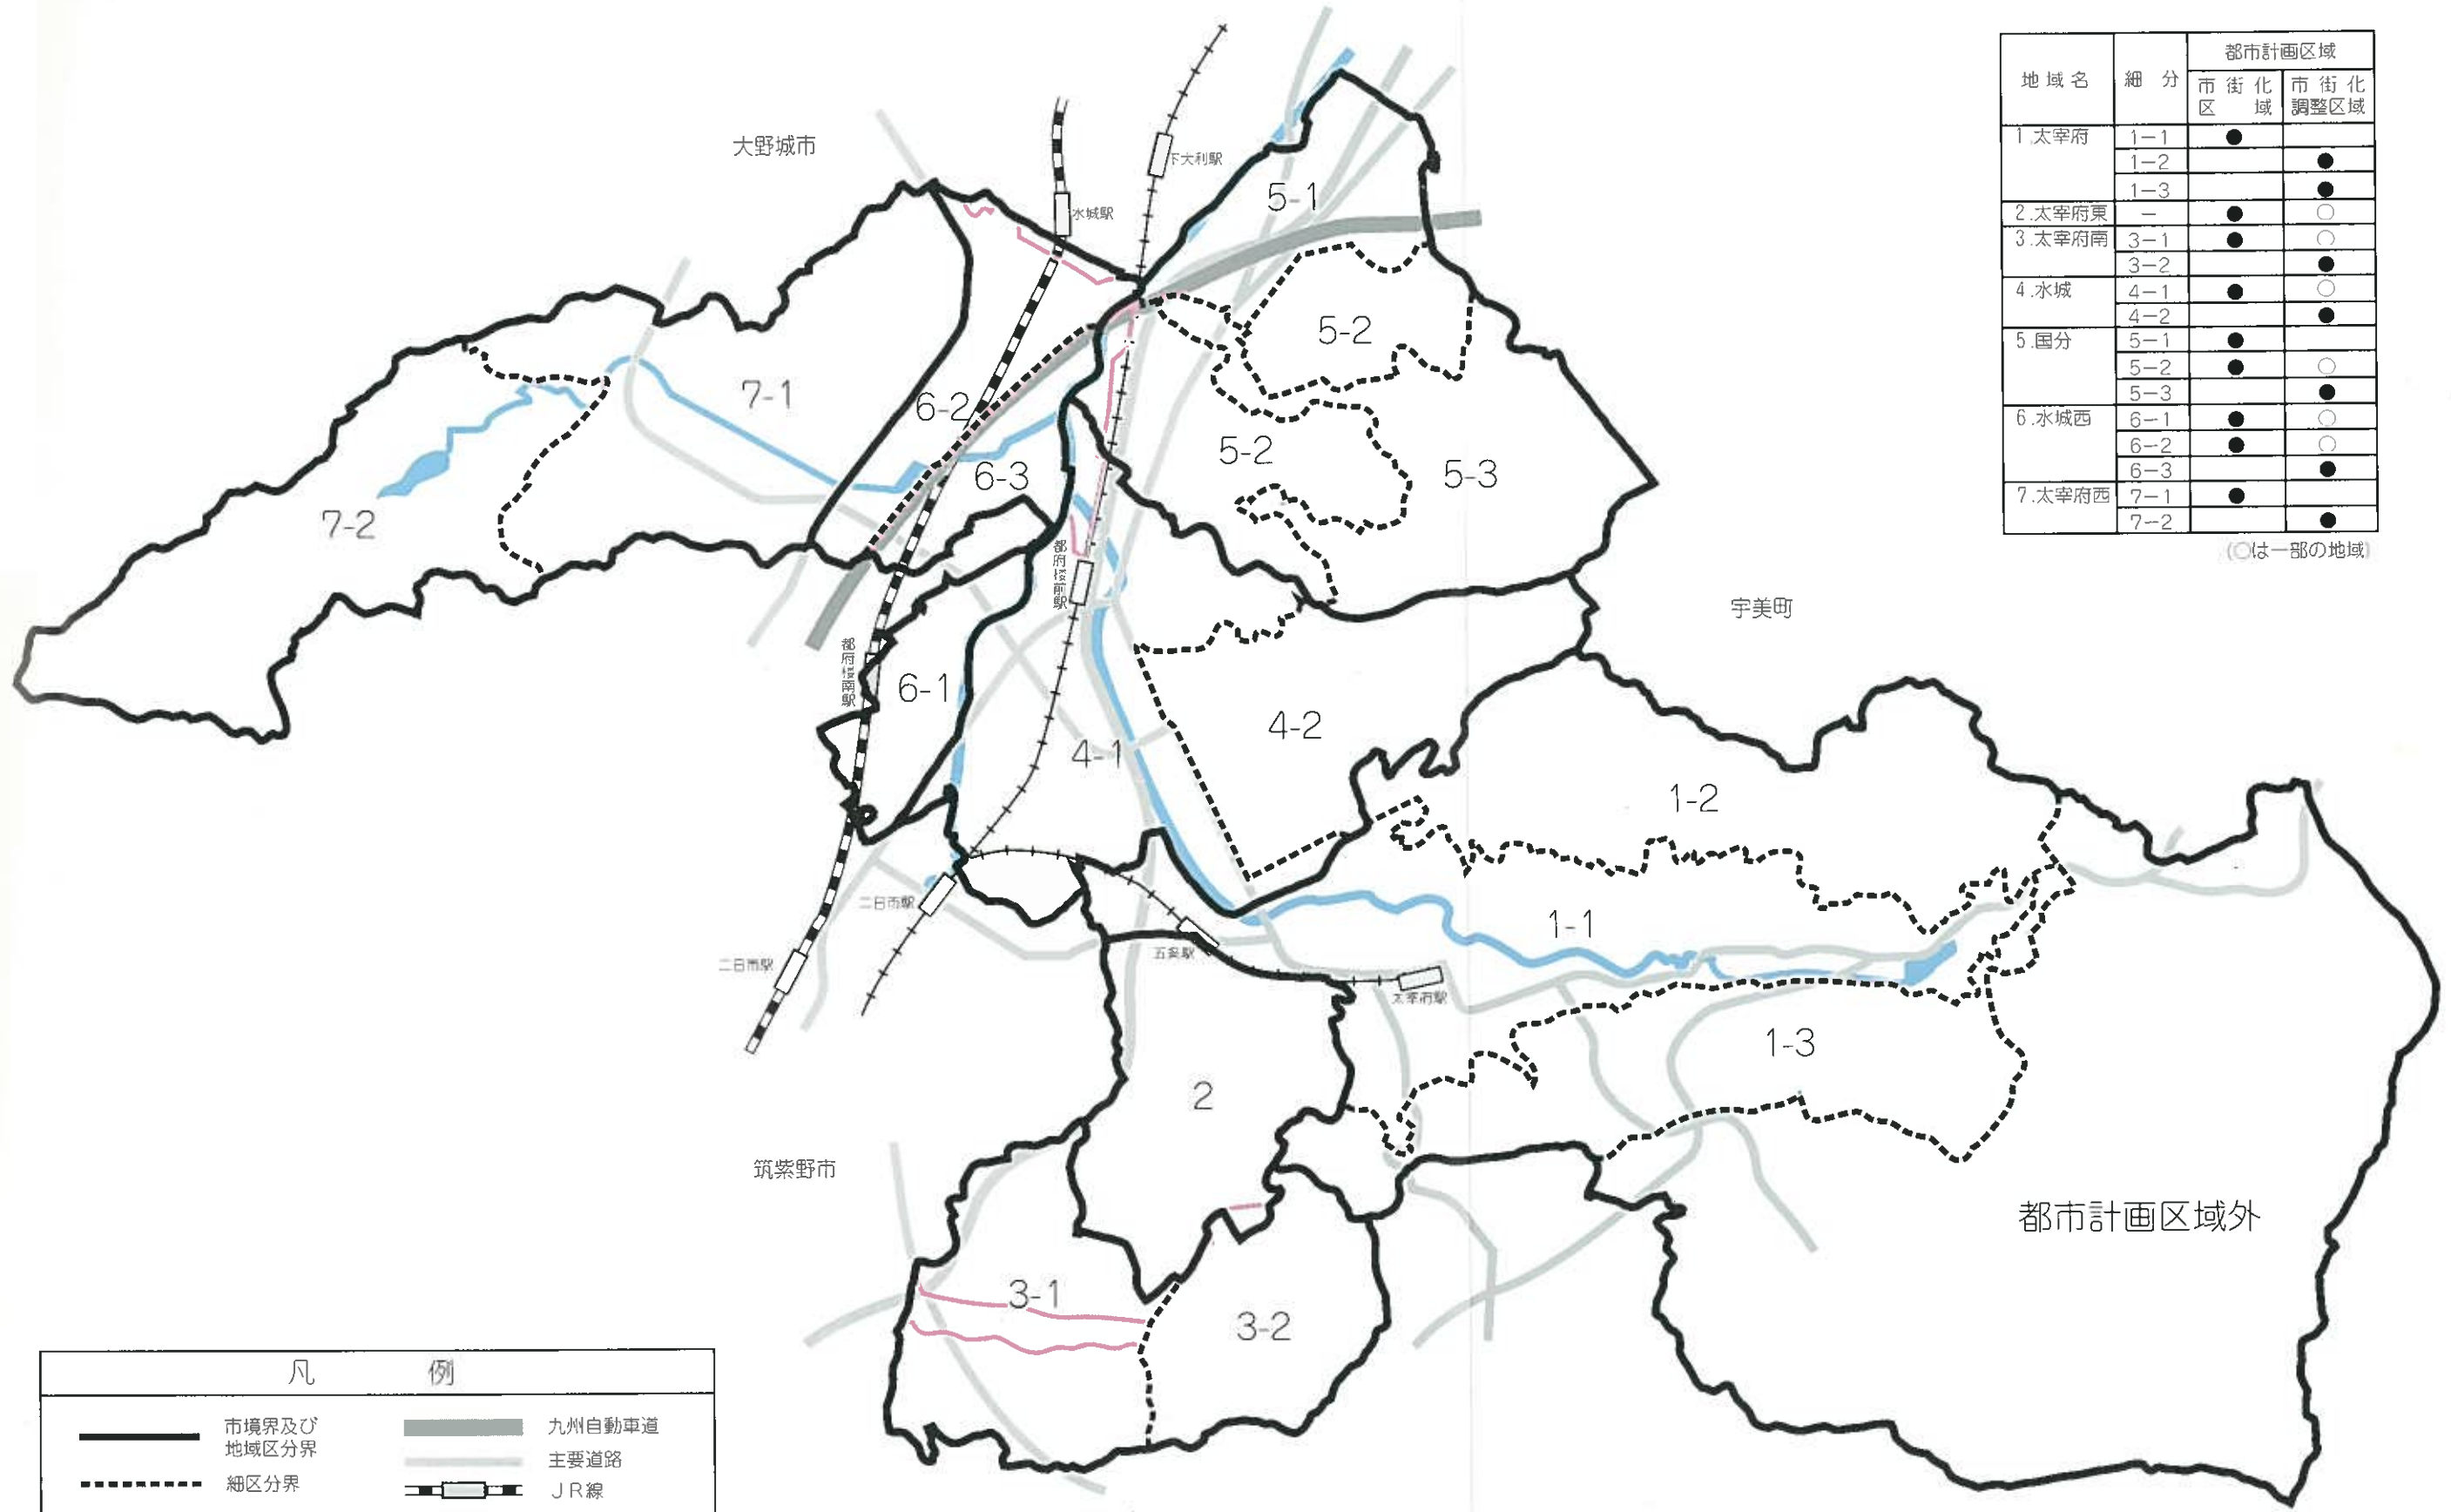 地域名 細分 都市計画区域
市街化区域 市街化調整区域
1.太宰府 1-1 ●
1-2 ●
1-3 ●
2.太宰府東 - ● ○
3.太宰府南 3-1 ● ○
3-2 ●
4.水城 4-1 ● ○
4-2 ●
5.国分 5-1 ●
5-2 ● ○
5-3 ●
6.水城西 6-1 ● ○
6-2 ● ○
6-3 ●
7.太宰府西 7-1 ●
7-2 ●
(○は一部の地域)
大野城市
下大利駅
水城駅
5-1
5-2
7-1
6-2
5-2
5-3
6-3
7-2
都府楼前駅
宇美町
都府楼南駅
6-1
4-2
4-1
1-2
二日市駅
1-1
五条駅
二日市駅
太宰府駅
1-3
2
筑紫野市
都市計画区域外
3-1
3-2
凡例
市境界及び
地域区分界
細区分界
九州自動車道
主要道路
JR線